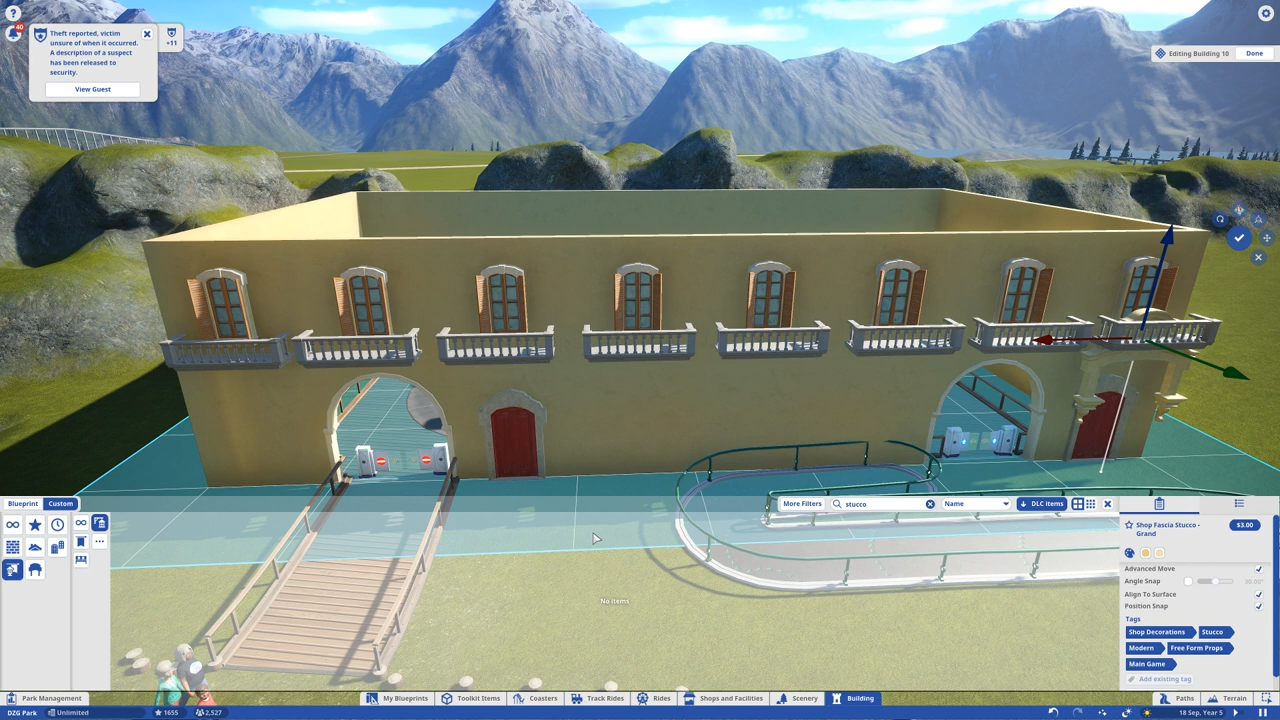 ?
40
Theft reported, victim
unsure of when it occurred.
A description of a suspect
has been released to
security.
View Guest
+11
Editing Building 10
Done
Blueprint
Custom
More Filters
stucco
Name
DLC items
No items
Shop Fascia Stucco -
Grand
$3.00
Advanced Move
Angle Snap
30.00°
Align To Surface
Position Snap
Tags
Shop Decorations
Stucco
Modern
Free Form Props
Main Game
Add existing tag
Park Management
My Blueprints
Toolkit Items
Coasters
Track Rides
Rides
Shops and Facilities
Scenery
Building
Paths
Terrain
DZG Park
Unlimited
1655
2,527
18 Sep, Year 5